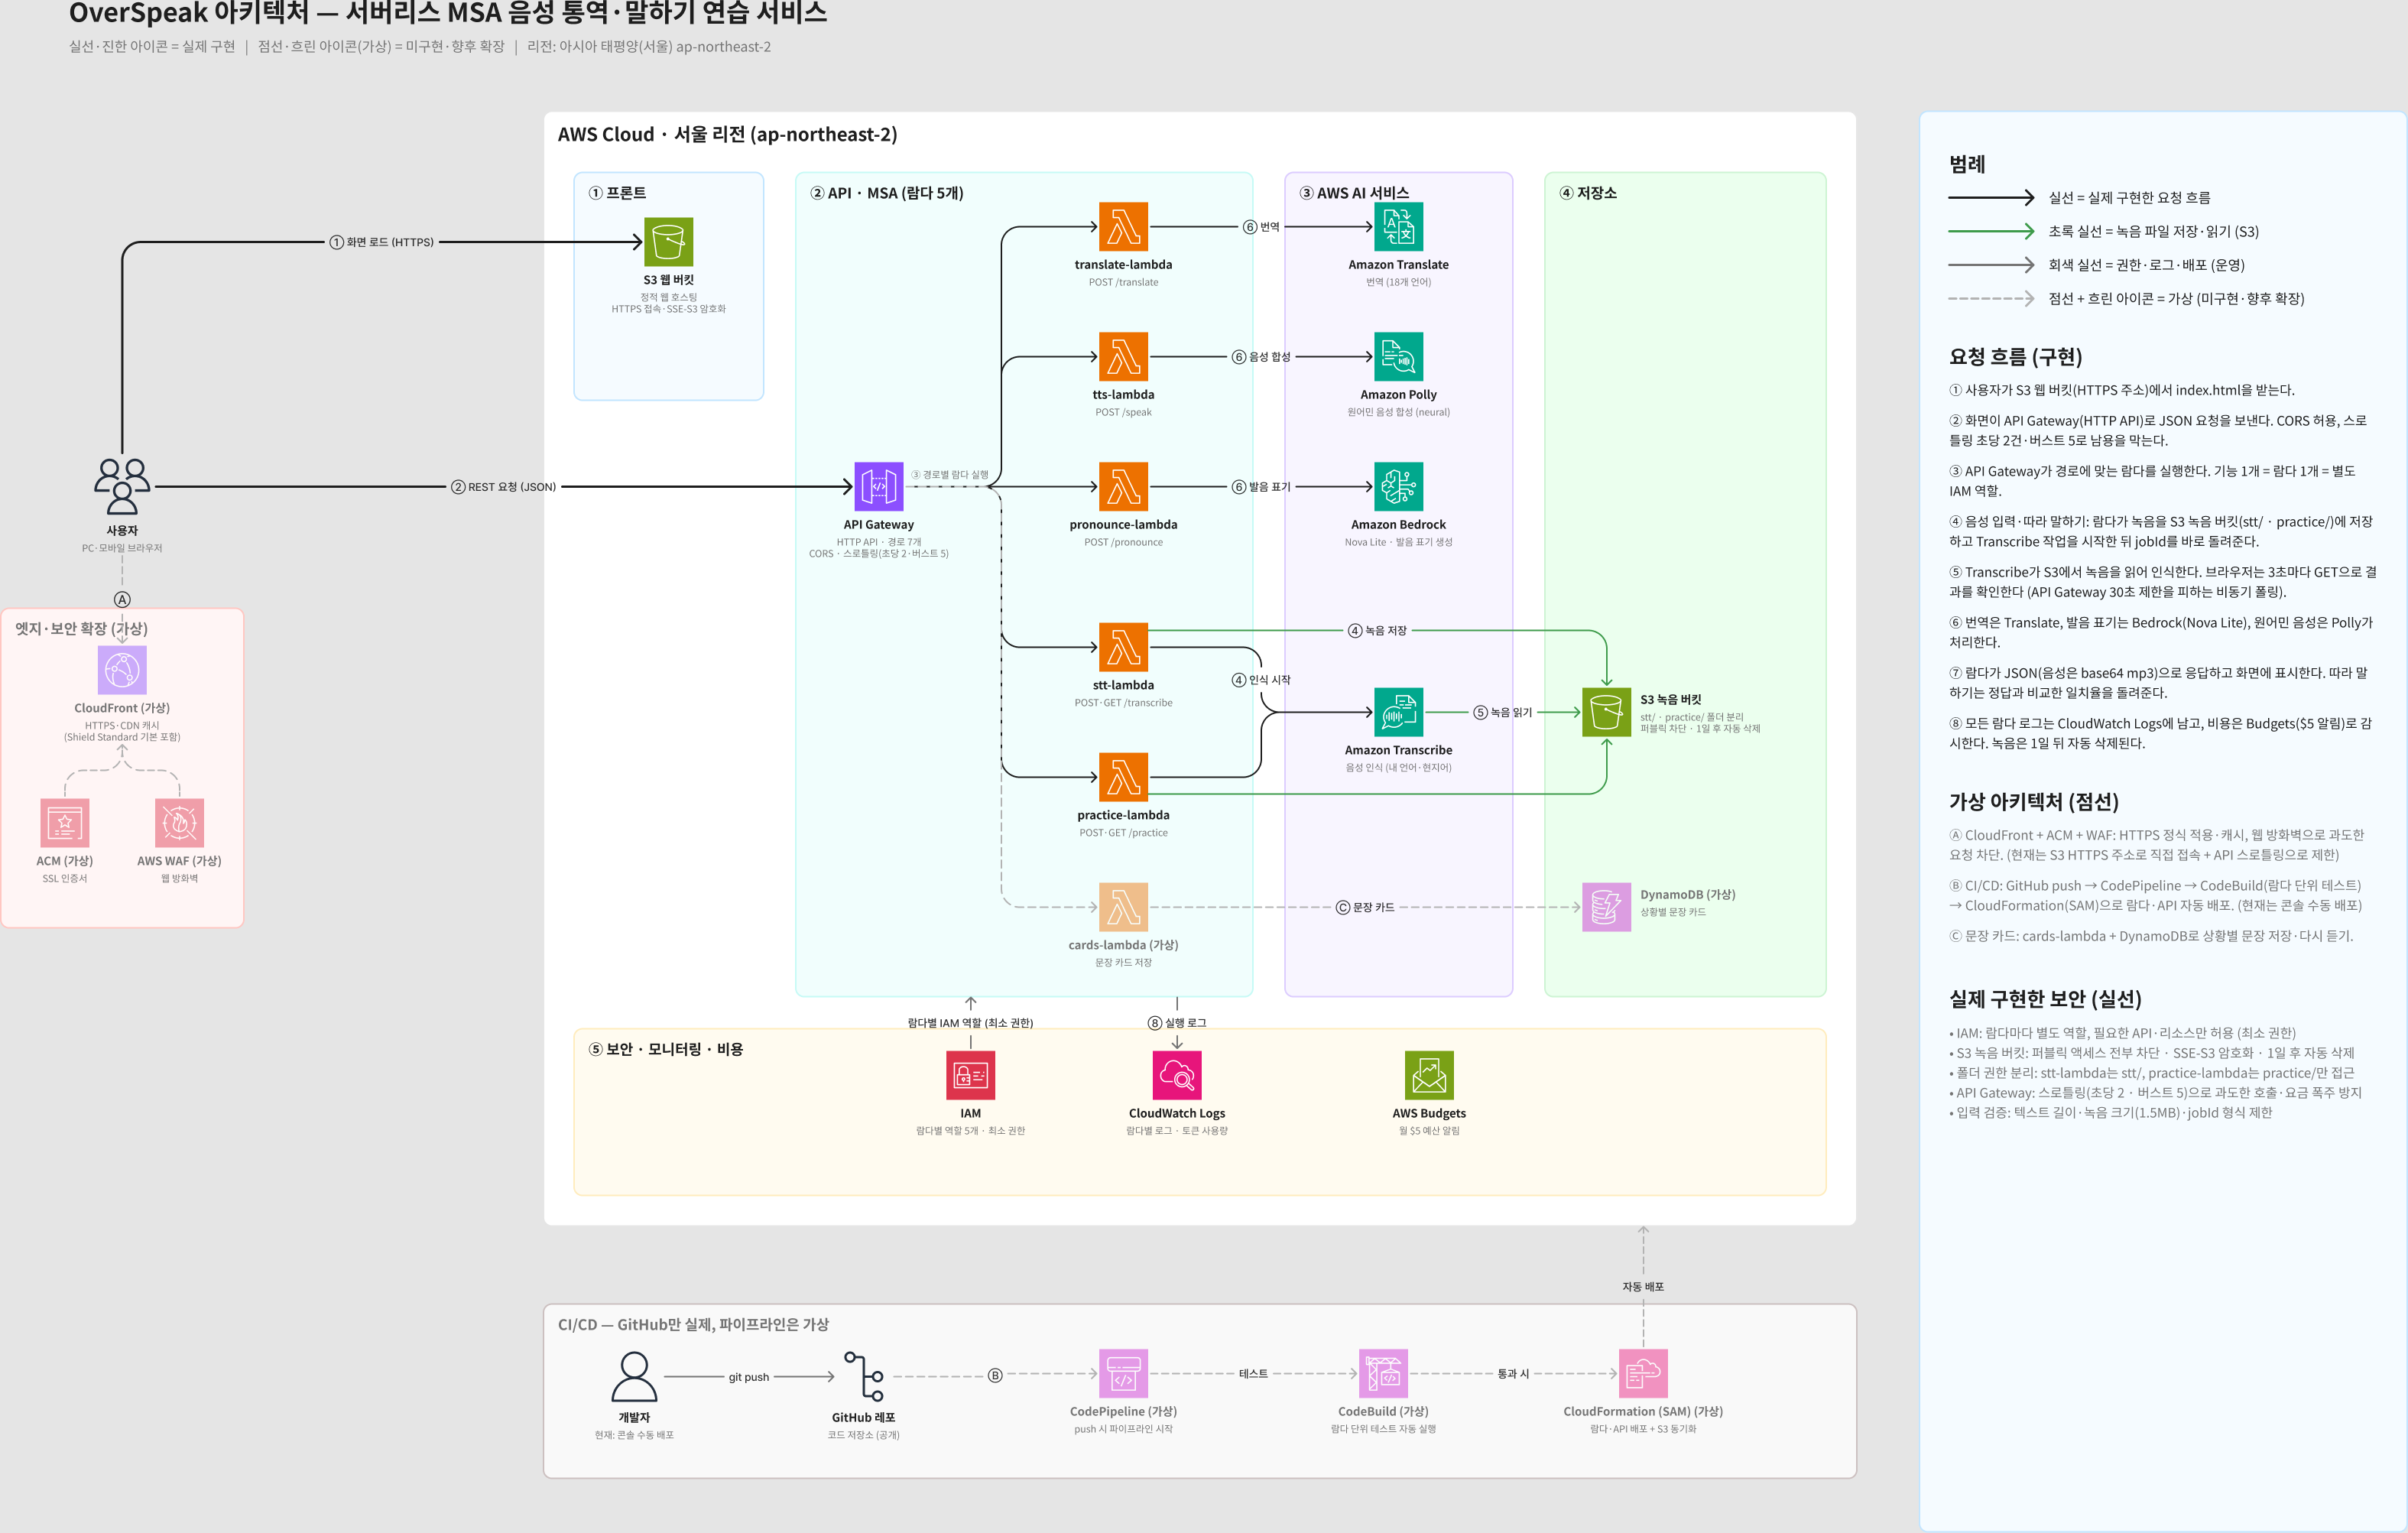 OverSpeak 아키텍처 — 서버리스 MSA 음성 통역·말하기 연습 서비스
실선·진한 아이콘 = 실제 구현 | 점선·흐린 아이콘(가상) = 미구현·향후 확장 | 리전: 아시아 태평양(서울) ap-northeast-2
AWS Cloud · 서울 리전 (ap-northeast-2)
① 프론트
① 화면 로드 (HTTPS)
S3 웹 버킷
정적 웹 호스팅
HTTPS 접속·SSE-S3 암호화
② REST 요청 (JSON)
사용자
PC·모바일 브라우저
Ⓐ
엣지·보안 확장 (가상)
CloudFront (가상)
HTTPS·CDN 캐시
(Shield Standard 기본 포함)
ACM (가상)
SSL 인증서
AWS WAF (가상)
웹 방화벽
② API · MSA (람다 5개)
③ 경로별 람다 실행
API Gateway
HTTP API · 경로 7개
CORS · 스로틀링(초당 2·버스트 5)
translate-lambda
POST /translate
tts-lambda
POST /speak
pronounce-lambda
POST /pronounce
stt-lambda
POST·GET /transcribe
practice-lambda
POST·GET /practice
cards-lambda (가상)
문장 카드 저장
⑥ 번역
⑥ 음성 합성
⑥ 발음 표기
④ 녹음 저장
④ 인식 시작
⑤ 녹음 읽기
Ⓒ 문장 카드
③ AWS AI 서비스
Amazon Translate
번역 (18개 언어)
Amazon Polly
원어민 음성 합성 (neural)
Amazon Bedrock
Nova Lite · 발음 표기 생성
Amazon Transcribe
음성 인식 (내 언어·현지어)
④ 저장소
S3 녹음 버킷
stt/ · practice/ 폴더 분리
퍼블릭 차단 · 1일 후 자동 삭제
DynamoDB (가상)
상황별 문장 카드
람다별 IAM 역할 (최소 권한)
⑧ 실행 로그
⑤ 보안 · 모니터링 · 비용
IAM
람다별 역할 5개 · 최소 권한
CloudWatch Logs
람다별 로그 · 토큰 사용량
AWS Budgets
월 $5 예산 알림
자동 배포
CI/CD — GitHub만 실제, 파이프라인은 가상
개발자
현재: 콘솔 수동 배포
git push
GitHub 레포
코드 저장소 (공개)
Ⓑ
CodePipeline (가상)
push 시 파이프라인 시작
테스트
CodeBuild (가상)
람다 단위 테스트 자동 실행
통과 시
CloudFormation (SAM) (가상)
람다·API 배포 + S3 동기화
범례
실선 = 실제 구현한 요청 흐름
초록 실선 = 녹음 파일 저장·읽기 (S3)
회색 실선 = 권한·로그·배포 (운영)
점선 + 흐린 아이콘 = 가상 (미구현·향후 확장)
요청 흐름 (구현)
① 사용자가 S3 웹 버킷(HTTPS 주소)에서 index.html을 받는다.
② 화면이 API Gateway(HTTP API)로 JSON 요청을 보낸다. CORS 허용, 스로
틀링 초당 2건·버스트 5로 남용을 막는다.
③ API Gateway가 경로에 맞는 람다를 실행한다. 기능 1개 = 람다 1개 = 별도
IAM 역할.
④ 음성 입력·따라 말하기: 람다가 녹음을 S3 녹음 버킷(stt/ · practice/)에 저장
하고 Transcribe 작업을 시작한 뒤 jobId를 바로 돌려준다.
⑤ Transcribe가 S3에서 녹음을 읽어 인식한다. 브라우저는 3초마다 GET으로 결
과를 확인한다 (API Gateway 30초 제한을 피하는 비동기 폴링).
⑥ 번역은 Translate, 발음 표기는 Bedrock(Nova Lite), 원어민 음성은 Polly가
처리한다.
⑦ 람다가 JSON(음성은 base64 mp3)으로 응답하고 화면에 표시한다. 따라 말
하기는 정답과 비교한 일치율을 돌려준다.
⑧ 모든 람다 로그는 CloudWatch Logs에 남고, 비용은 Budgets($5 알림)로 감
시한다. 녹음은 1일 뒤 자동 삭제된다.
가상 아키텍처 (점선)
Ⓐ CloudFront + ACM + WAF: HTTPS 정식 적용·캐시, 웹 방화벽으로 과도한
요청 차단. (현재는 S3 HTTPS 주소로 직접 접속 + API 스로틀링으로 제한)
Ⓑ CI/CD: GitHub push → CodePipeline → CodeBuild(람다 단위 테스트)
→ CloudFormation(SAM)으로 람다·API 자동 배포. (현재는 콘솔 수동 배포)
Ⓒ 문장 카드: cards-lambda + DynamoDB로 상황별 문장 저장·다시 듣기.
실제 구현한 보안 (실선)
• IAM: 람다마다 별도 역할, 필요한 API·리소스만 허용 (최소 권한)
• S3 녹음 버킷: 퍼블릭 액세스 전부 차단 · SSE-S3 암호화 · 1일 후 자동 삭제
• 폴더 권한 분리: stt-lambda는 stt/, practice-lambda는 practice/만 접근
• API Gateway: 스로틀링(초당 2 · 버스트 5)으로 과도한 호출·요금 폭주 방지
• 입력 검증: 텍스트 길이·녹음 크기(1.5MB)·jobId 형식 제한